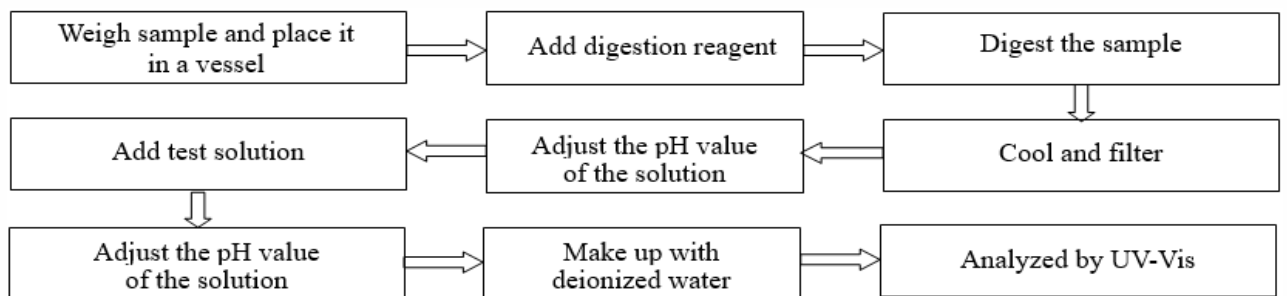 Weigh sample and place it
in a vessel
Add digestion reagent
Digest the sample
Cool and filter
Adjust the pH value
of the solution
Add test solution
Adjust the pH value
of the solution
Make up with
deionized water
Analyzed by UV-Vis